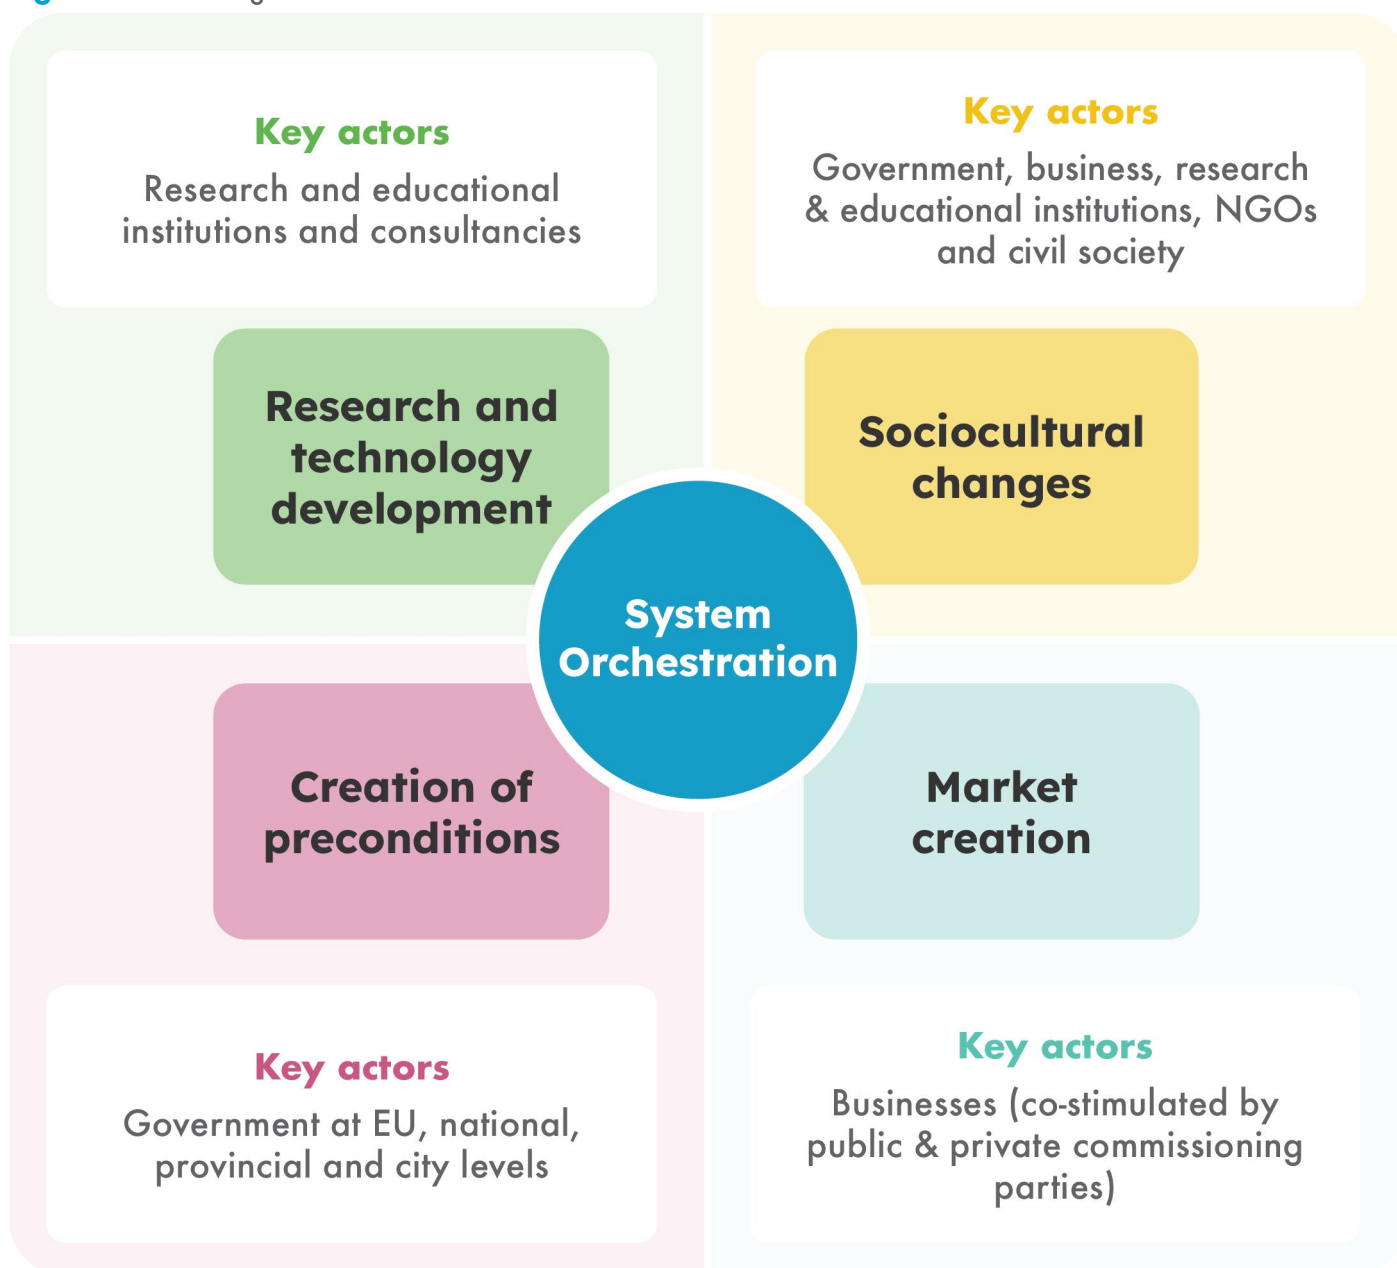 Key actors
Research and educational
institutions and consultancies
Key actors
Government, business, research
& educational institutions, NGOs
and civil society
Research and
technology
development
Sociocultural
changes
System
Orchestration
Creation of
preconditions
Market
creation
Key actors
Government at EU, national,
provincial and city levels
Key actors
Businesses (co-stimulated by
public & private commissioning
parties)